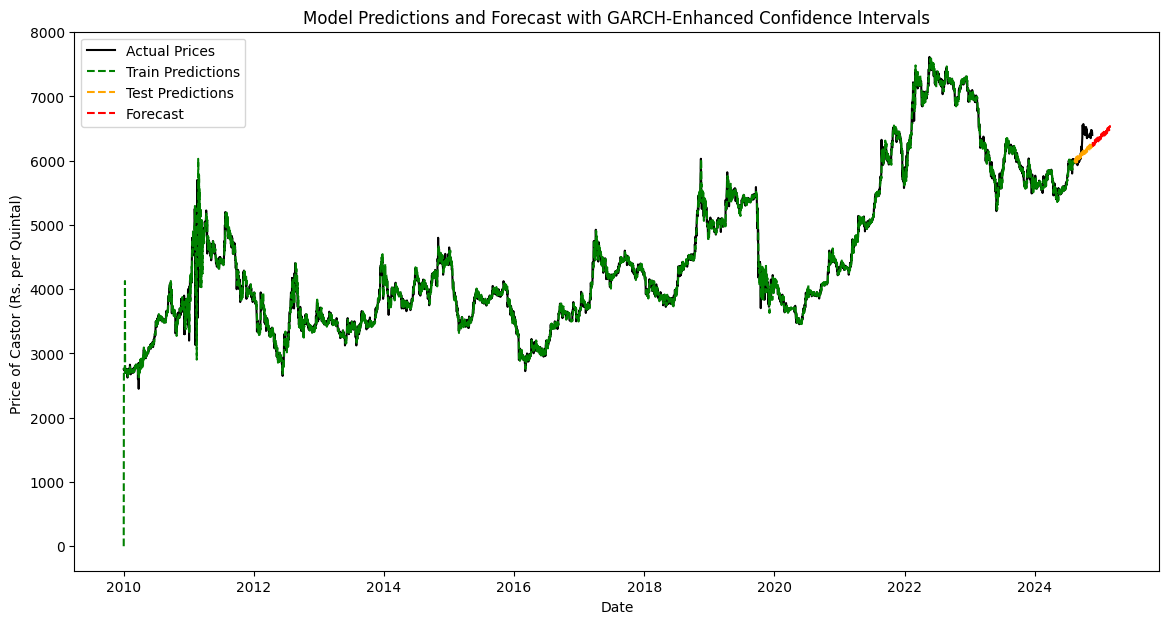 Model Predictions and Forecast with GARCH-Enhanced Confidence Intervals
Actual Prices
Train Predictions
Test Predictions
Forecast
Price of Castor (Rs. per Quintal)
8000
7000
6000
5000
4000
3000
2000
1000
0
2010 2012 2014 2016 2018 2020 2022 2024
Date